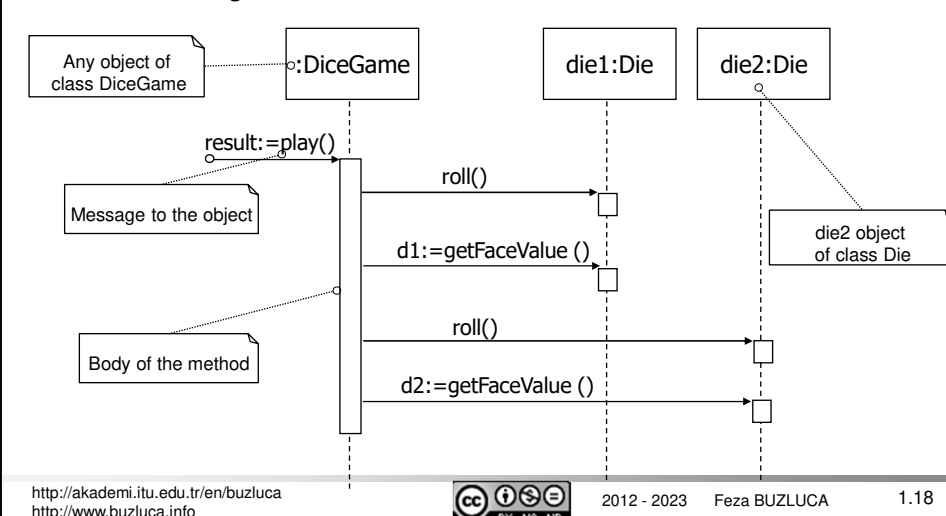 Any object of
class DiceGame
:DiceGame
die1:Die
die2:Die
result:=play()
Message to the object
roll()
die2 object
of class Die
d1:=getFaceValue ()
roll()
Body of the method
d2:=getFaceValue ()
http://akademi.itu.edu.tr/en/buzluca
http://www.buzluca.info
cc
2012 - 2023
Feza BUZLUCA
1.18